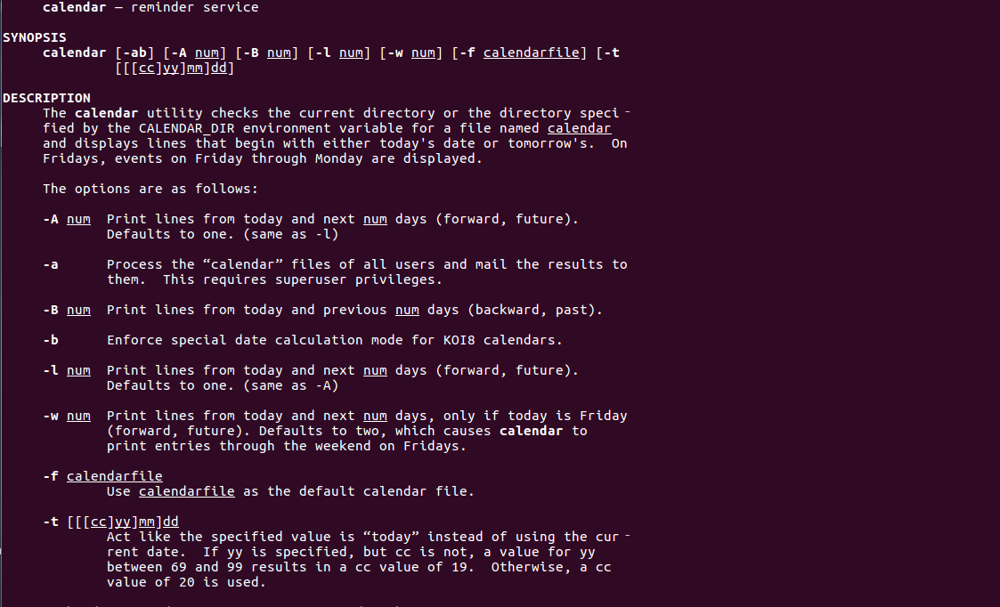 calendar — reminder service
SYNOPSIS
calendar [-ab] [-A num] [-B num] [-l num] [-w num] [-f calendarfile] [-t
[[[cc]yy]mm]dd]
DESCRIPTION
The calendar utility checks the current directory or the directory speci‐
fied by the CALENDAR_DIR environment variable for a file named calendar
and displays lines that begin with either today's date or tomorrow's.  On
Fridays, events on Friday through Monday are displayed.
The options are as follows:
-A num  Print lines from today and next num days (forward, future).
Defaults to one. (same as -l)
-a      Process the “calendar” files of all users and mail the results to
them.  This requires superuser privileges.
-B num  Print lines from today and previous num days (backward, past).
-b      Enforce special date calculation mode for KOI8 calendars.
-l num  Print lines from today and next num days (forward, future).
Defaults to one. (same as -A)
-w num  Print lines from today and next num days, only if today is Friday
(forward, future). Defaults to two, which causes calendar to
print entries through the weekend on Fridays.
-f calendarfile
Use calendarfile as the default calendar file.
-t [[[cc]yy]mm]dd
Act like the specified value is “today” instead of using the cur‐
rent date.  If yy is specified, but cc is not, a value for yy
between 69 and 99 results in a cc value of 19.  Otherwise, a cc
value of 20 is used.